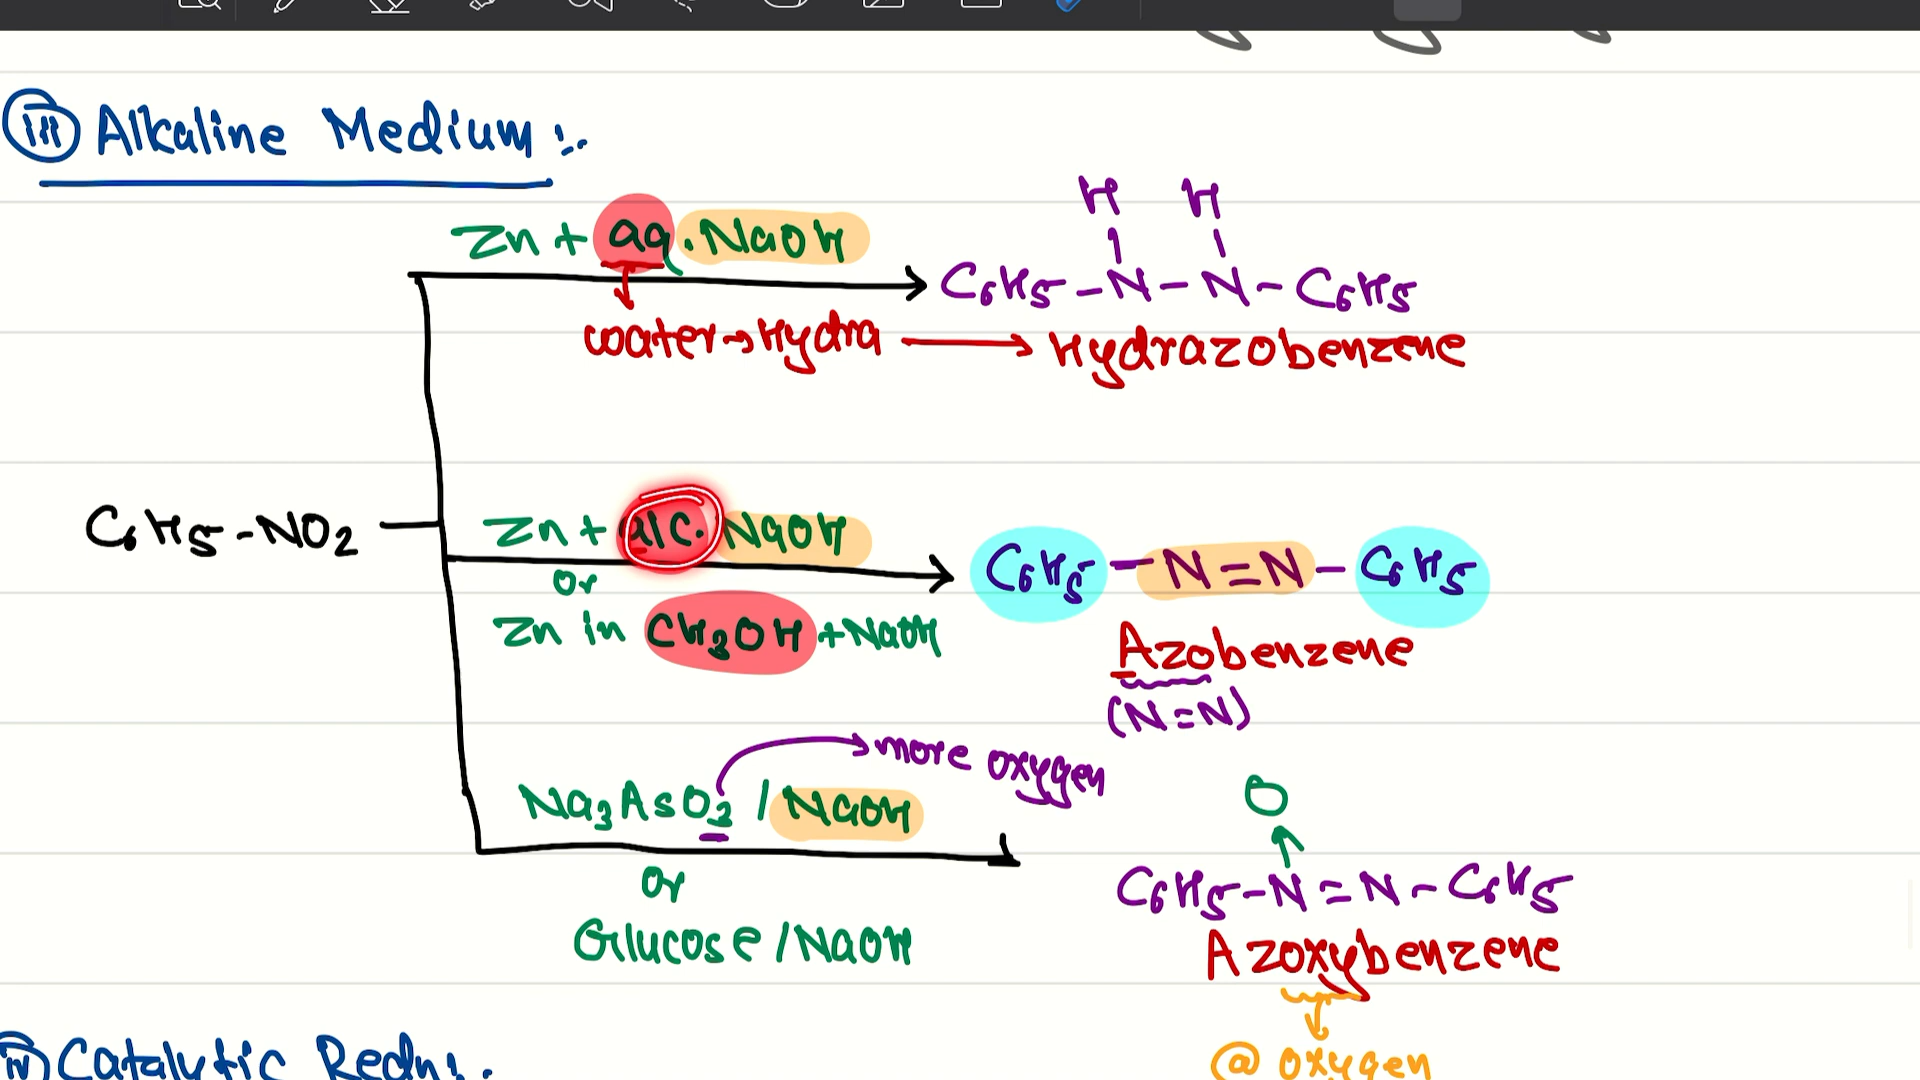 (iii) Alkaline Medium :-
H H
Zn + aq. NaOH
C6H5-N-N-C6H5
water→Hydra → Hydrazobenzene
C6H5-NO2
Zn + alc. NaOH
C6H5-N=N-C6H5
or
Zn in CH3OH +NaOH
Azobenzene
(N=N)
→more oxygen
Na3AsO3 / NaOH
O
↑
C6H5-N=N-C6H5
or
Glucose /NaOH
Azoxybenzene
↓
@ oxygen
(iv) Catalytic Redn :-